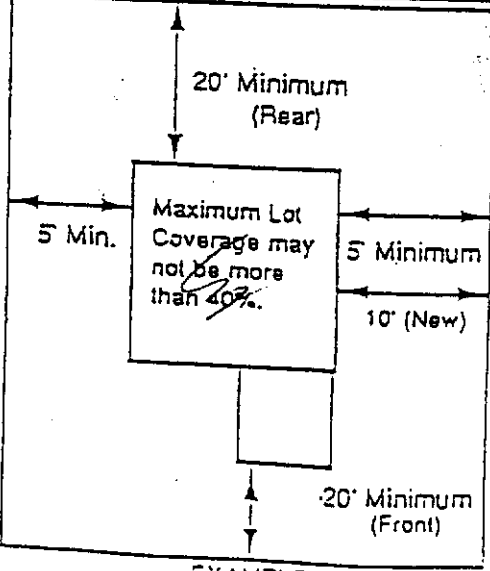 20' Minimum
(Rear)
5' Min.
Maximum Lot
Coverage may
not be more
than 40%.
5' Minimum
10' (New)
20' Minimum
(Front)
EXAMPLE